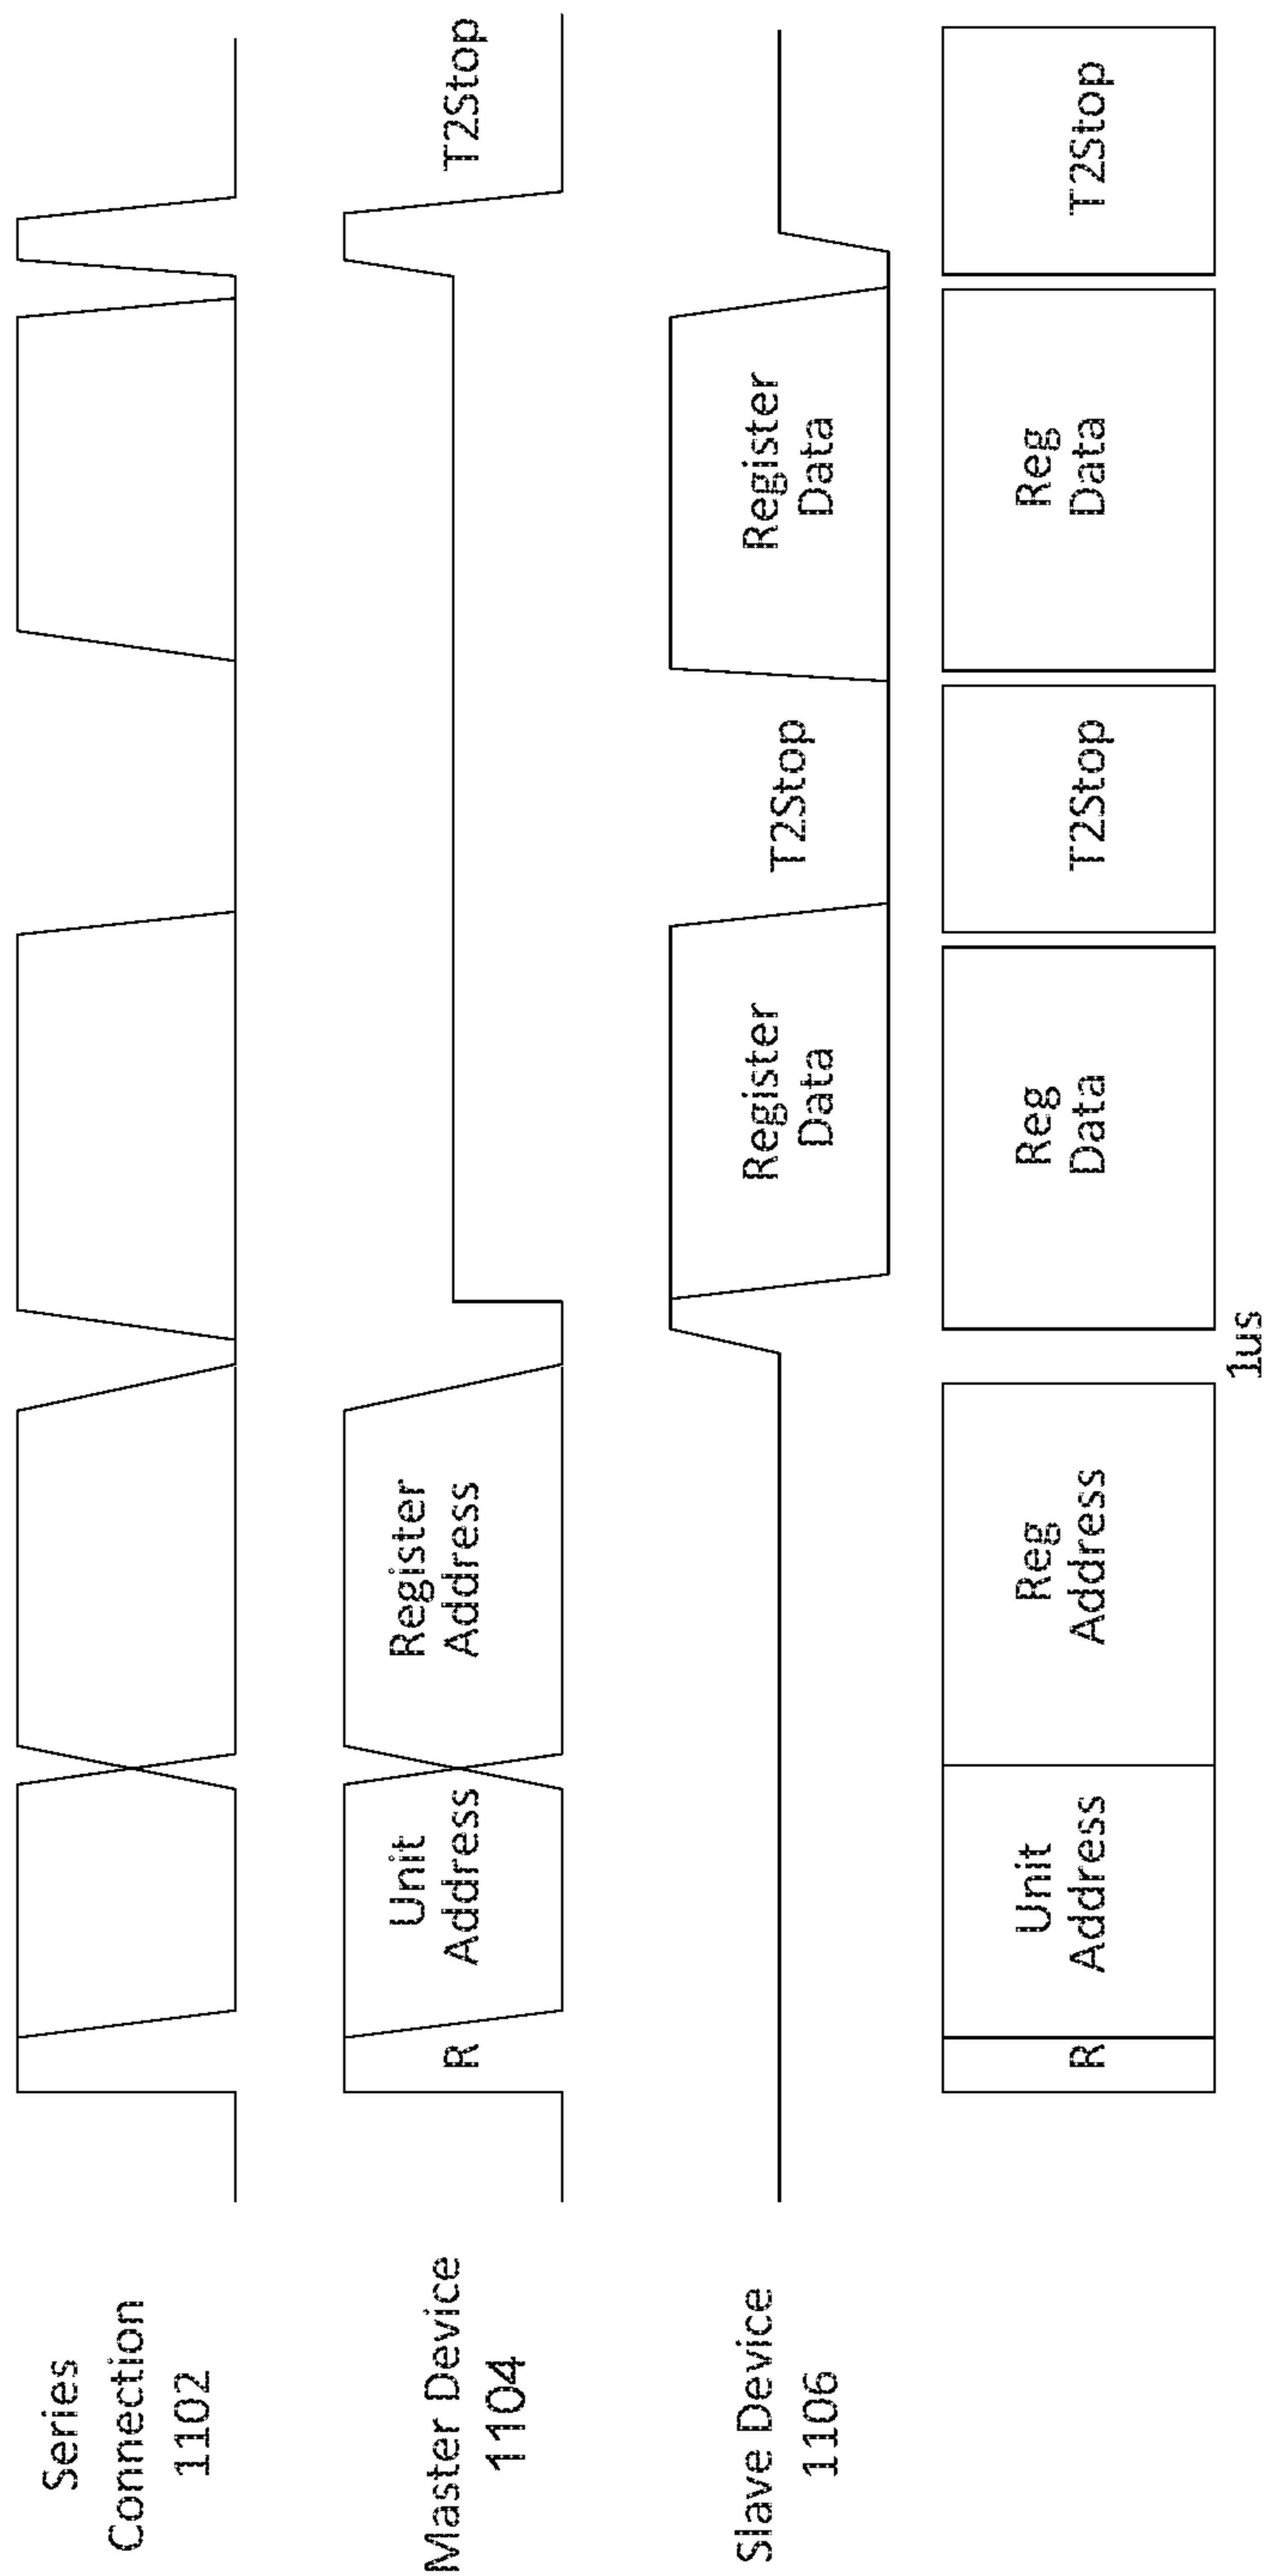 Series
Connection
1102
Master Device
1104
R
Unit
Address
Register
Address
T2Stop
Slave Device
1106
Register
Data
T2Stop
Register
Data
R
Unit
Address
Reg
Address
1us
Reg
Data
T2Stop
Reg
Data
T2Stop